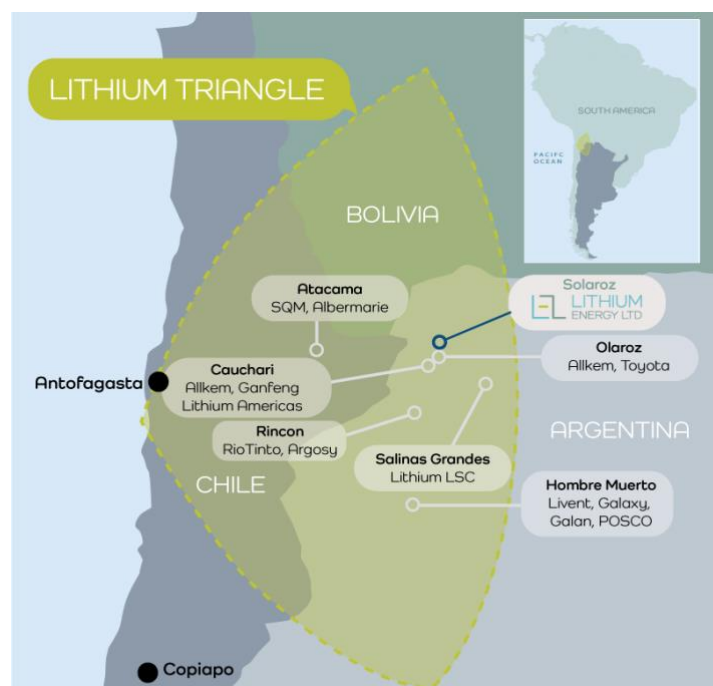 LITHIUM TRIANGLE
SOUTH AMERICA
PACIFC
OCEAN
BOLIVIA
Atacama
SQM, Albermarie
Solaroz
LEL LITHIUM
ENERGY LTD
Olaroz
Allkem, Toyota
Antofagasta
Cauchari
Allkem, Ganfeng
Lithium Americas
Rincon
RioTinto, Argosy
Salinas Grandes
Lithium LSC
ARGENTINA
CHILE
Hombre Muerto
Livent, Galaxy,
Galan, POSCO
Copiapo